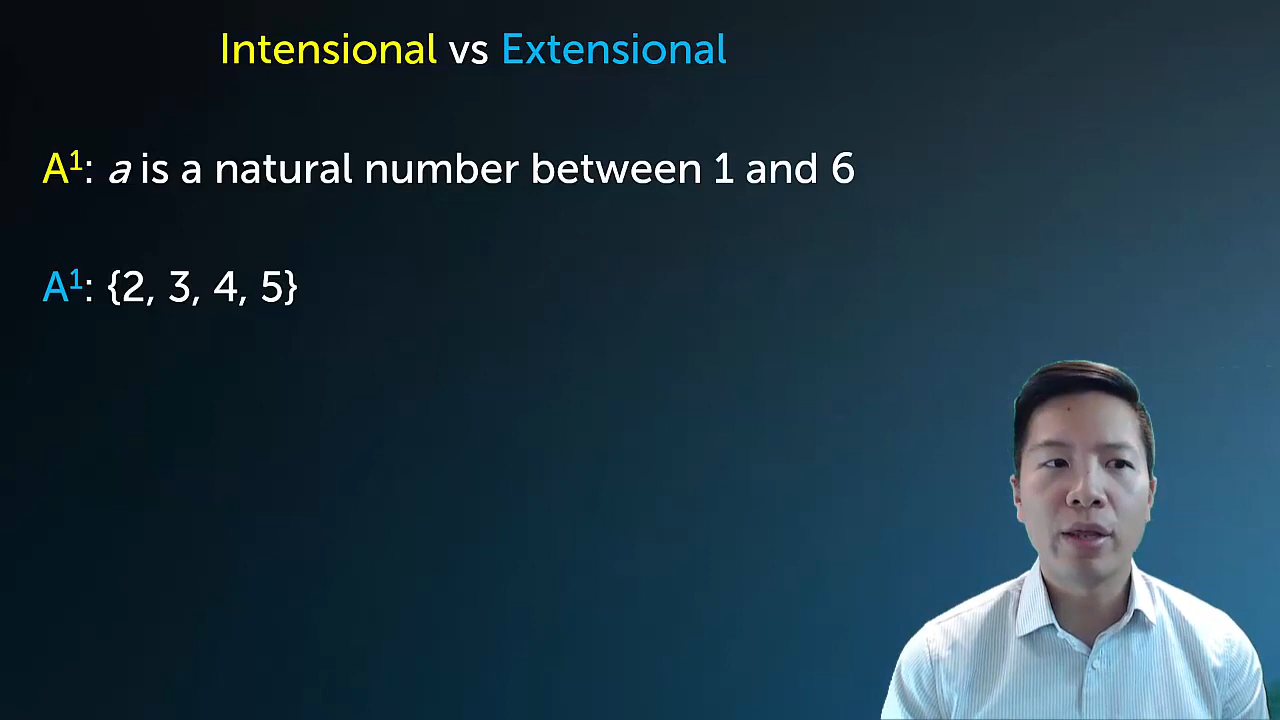 Intensional vs Extensional
A¹: a is a natural number between 1 and 6
A¹: {2, 3, 4, 5}